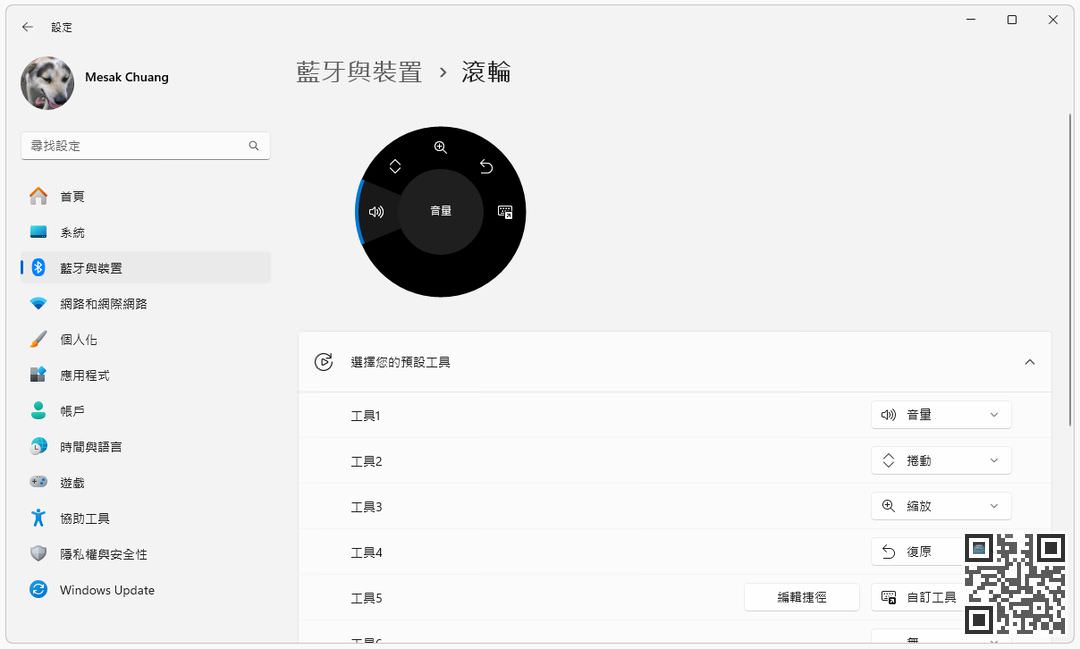 設定
Mesak Chuang
尋找設定
首頁
系統
藍牙與裝置
網路和網際網路
個人化
應用程式
帳戶
時間與語言
遊戲
協助工具
隱私權與安全性
Windows Update
藍牙與裝置 › 滾輪
音量
選擇您的預設工具
工具1 音量
工具2 捲動
工具3 縮放
工具4 復原
工具5 編輯捷徑 自訂工具